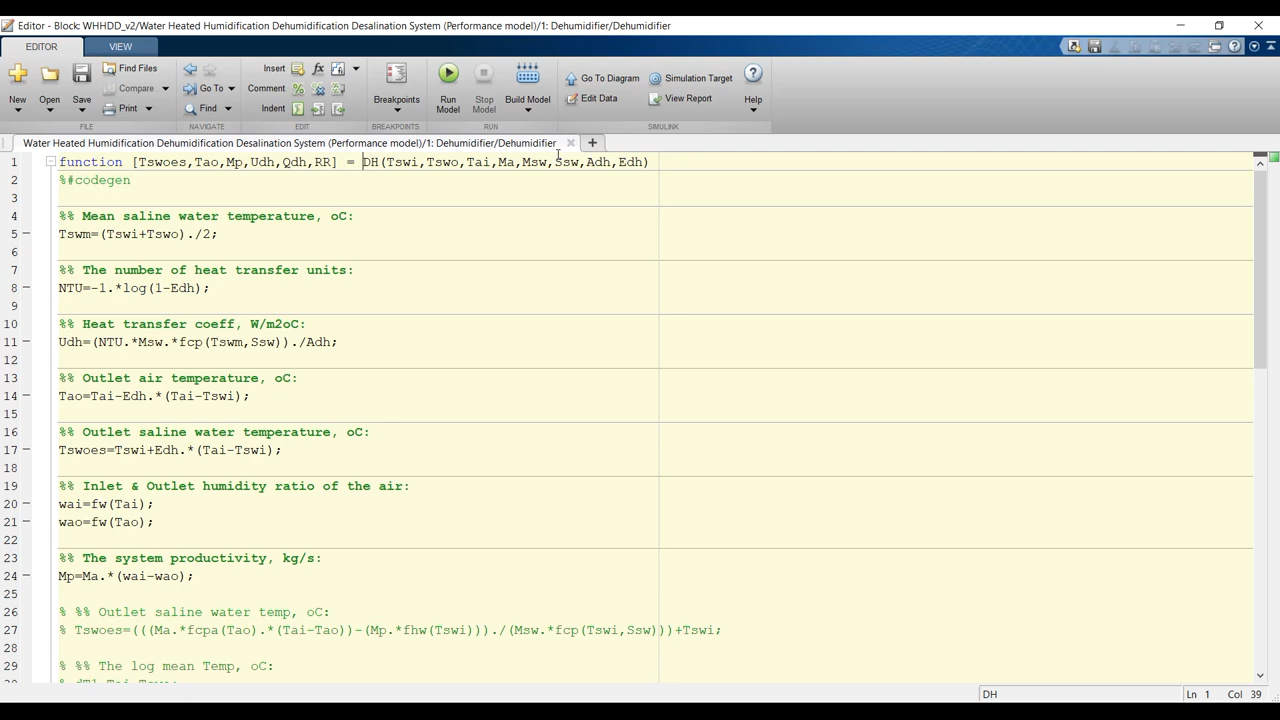 Editor - Block: WHHDD_v2/Water Heated Humidification Dehumidification Desalination System (Performance model)/1: Dehumidifier/Dehumidifier
EDITOR VIEW
New Open Save Find Files Compare Print FILE
Go To Find NAVIGATE
Insert Comment Indent EDIT
Breakpoints BREAKPOINTS
Run Model Stop Model Build Model RUN
Go To Diagram Simulation Target Edit Data View Report Help SIMULINK
Water Heated Humidification Dehumidification Desalination System (Performance model)/1: Dehumidifier/Dehumidifier
1 function [Tswoes,Tao,Mp,Udh,Qdh,RR] = DH(Tswi,Tswo,Tai,Ma,Msw,Ssw,Adh,Edh)
2 %#codegen
3
4 %% Mean saline water temperature, oC:
5 Tswm=(Tswi+Tswo)./2;
6
7 %% The number of heat transfer units:
8 NTU=-1.*log(1-Edh);
9
10 %% Heat transfer coeff, W/m2oC:
11 Udh=(NTU.*Msw.*fcp(Tswm,Ssw))./Adh;
12
13 %% Outlet air temperature, oC:
14 Tao=Tai-Edh.*(Tai-Tswi);
15
16 %% Outlet saline water temperature, oC:
17 Tswoes=Tswi+Edh.*(Tai-Tswi);
18
19 %% Inlet & Outlet humidity ratio of the air:
20 wai=fw(Tai);
21 wao=fw(Tao);
22
23 %% The system productivity, kg/s:
24 Mp=Ma.*(wai-wao);
25
26 % %% Outlet saline water temp, oC:
27 % Tswoes=(((Ma.*fcpa(Tao).*(Tai-Tao))-(Mp.*fhw(Tswi)))./(Msw.*fcp(Tswi,Ssw)))+Tswi;
28
29 % %% The log mean Temp, oC:
DH Ln 1 Col 39